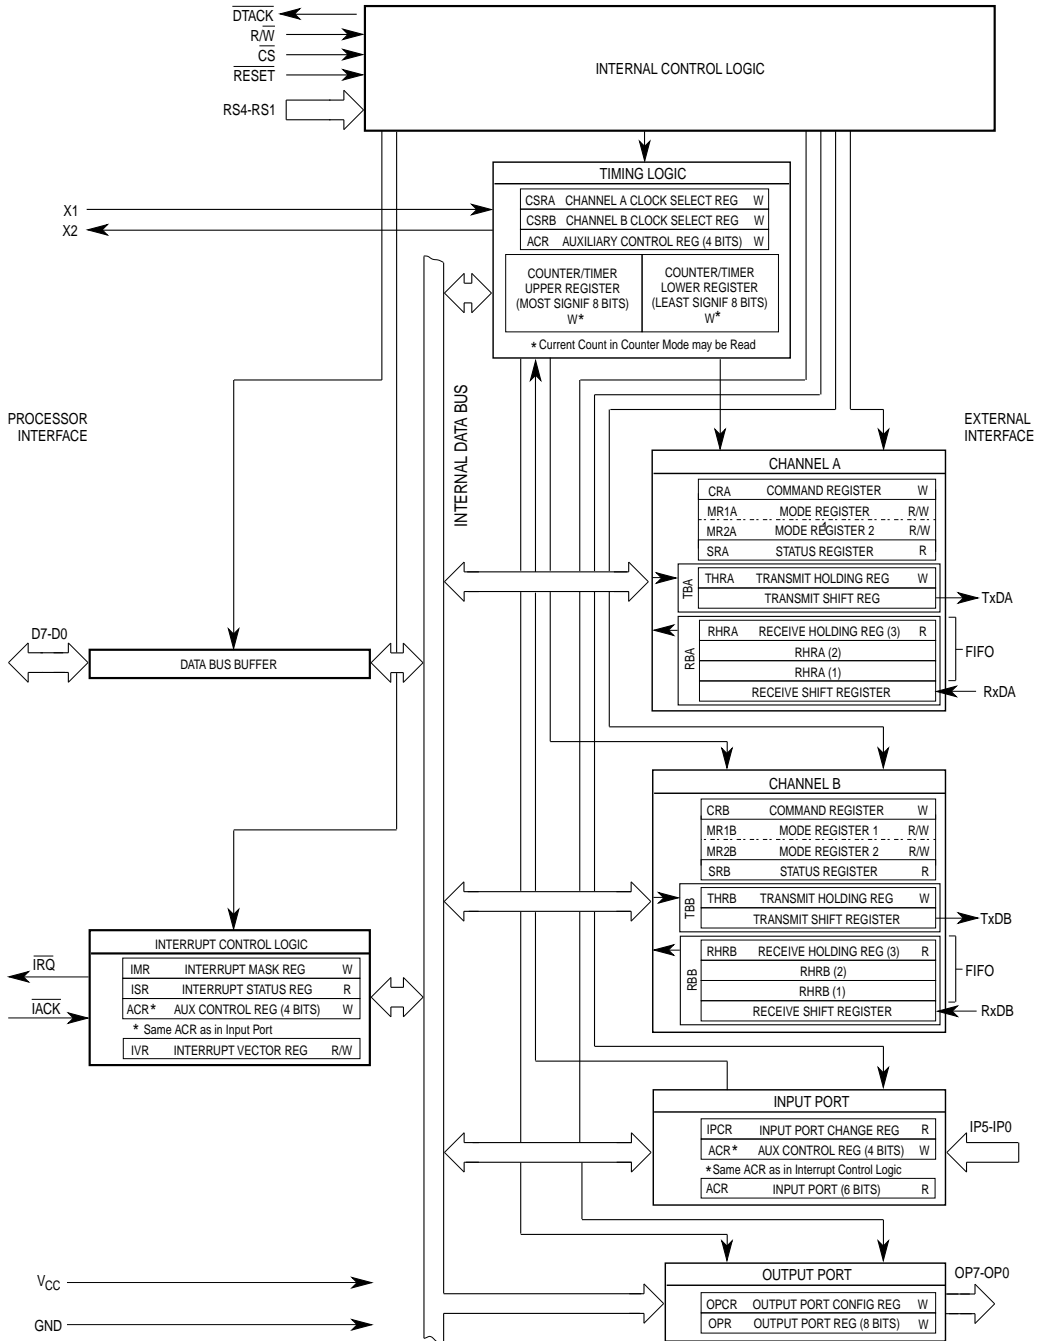 DTACK
R/W
CS
RESET
RS4-RS1
INTERNAL CONTROL LOGIC
X1
X2
TIMING LOGIC
CSRA CHANNEL A CLOCK SELECT REG W
CSRB CHANNEL B CLOCK SELECT REG W
ACR AUXILIARY CONTROL REG (4 BITS) W
COUNTER/TIMER
UPPER REGISTER
(MOST SIGNIF 8 BITS)
W*
COUNTER/TIMER
LOWER REGISTER
(LEAST SIGNIF 8 BITS)
W*
* Current Count in Counter Mode may be Read
PROCESSOR
INTERFACE
INTERNAL DATA BUS
EXTERNAL
INTERFACE
CHANNEL A
CRA COMMAND REGISTER W
MR1A MODE REGISTER R/W
1
MR2A MODE REGISTER 2 R/W
SRA STATUS REGISTER R
TBA
THRA TRANSMIT HOLDING REG W
TRANSMIT SHIFT REG
TxDA
RBA
RHRA RECEIVE HOLDING REG (3) R
RHRA (2)
RHRA (1)
RECEIVE SHIFT REGISTER
FIFO
RxDA
D7-D0
DATA BUS BUFFER
CHANNEL B
CRB COMMAND REGISTER W
MR1B MODE REGISTER 1 R/W
MR2B MODE REGISTER 2 R/W
SRB STATUS REGISTER R
TBB
THRB TRANSMIT HOLDING REG W
TRANSMIT SHIFT REGISTER
TxDB
RBB
RHRB RECEIVE HOLDING REG (3) R
RHRB (2)
RHRB (1)
RECEIVE SHIFT REGISTER
FIFO
RxDB
IRQ
IACK
INTERRUPT CONTROL LOGIC
IMR INTERRUPT MASK REG W
ISR INTERRUPT STATUS REG R
ACR* AUX CONTROL REG (4 BITS) W
* Same ACR as in Input Port
IVR INTERRUPT VECTOR REG R/W
INPUT PORT
IPCR INPUT PORT CHANGE REG R
ACR* AUX CONTROL REG (4 BITS) W
*Same ACR as in Interrupt Control Logic
ACR INPUT PORT (6 BITS) R
IP5-IP0
OUTPUT PORT
OPCR OUTPUT PORT CONFIG REG W
OPR OUTPUT PORT REG (8 BITS) W
OP7-OP0
VCC
GND